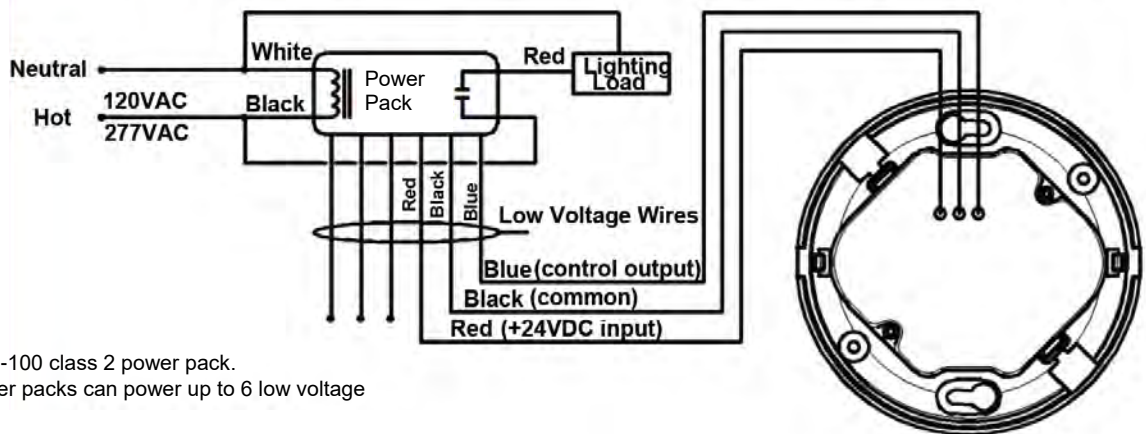 White
Neutral
Power
Pack
Red
Lighting
Load
120VAC
Black
Hot
277VAC
Red
Black
Blue
Low Voltage Wires
Blue (control output)
Black (common)
Red (+24VDC input)
-100 class 2 power pack.
er packs can power up to 6 low voltage